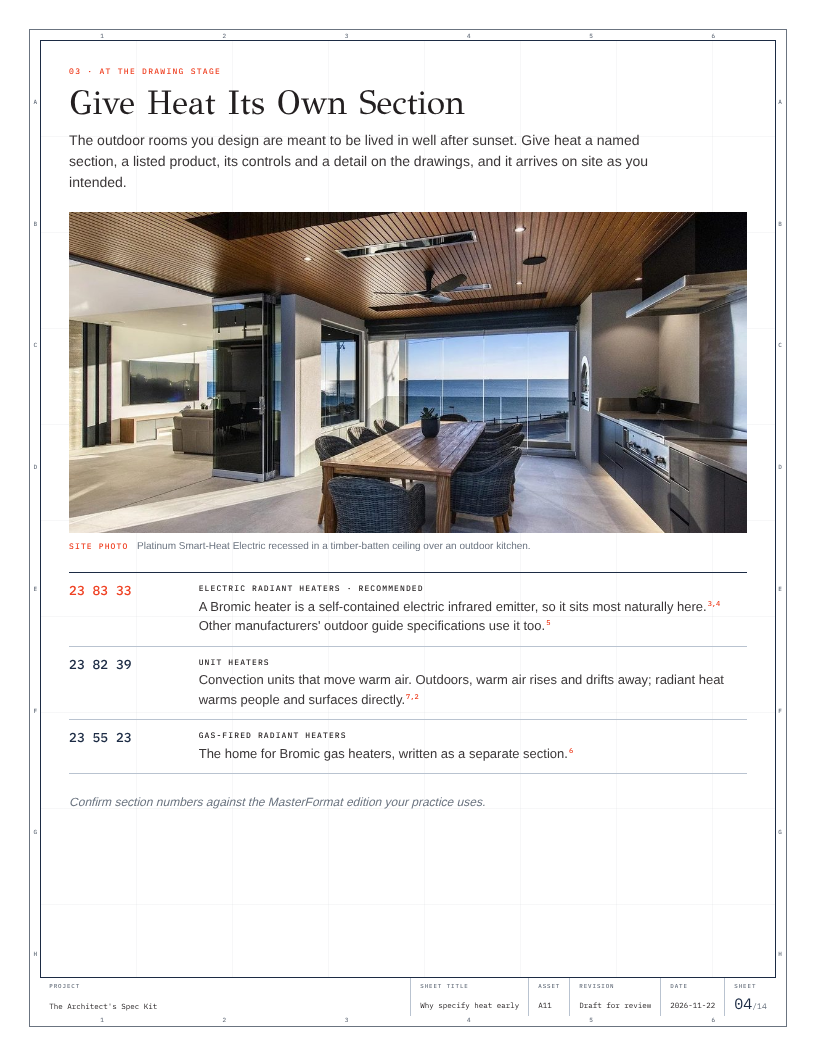 1 2 3 4 5 6
A A
B B
C C
D D
E E
F F
G G
H H
03 · AT THE DRAWING STAGE
Give Heat Its Own Section
The outdoor rooms you design are meant to be lived in well after sunset. Give heat a named
section, a listed product, its controls and a detail on the drawings, and it arrives on site as you
intended.
SITE PHOTO Platinum Smart-Heat Electric recessed in a timber-batten ceiling over an outdoor kitchen.
23 83 33
ELECTRIC RADIANT HEATERS · RECOMMENDED
A Bromic heater is a self-contained electric infrared emitter, so it sits most naturally here.3,4
Other manufacturers' outdoor guide specifications use it too.5
23 82 39
UNIT HEATERS
Convection units that move warm air. Outdoors, warm air rises and drifts away; radiant heat
warms people and surfaces directly.7,2
23 55 23
GAS-FIRED RADIANT HEATERS
The home for Bromic gas heaters, written as a separate section.6
Confirm section numbers against the MasterFormat edition your practice uses.
PROJECT
The Architect's Spec Kit
SHEET TITLE
Why specify heat early
ASSET
A11
REVISION
Draft for review
DATE
2026-11-22
SHEET
04/14
1 2 3 4 5 6